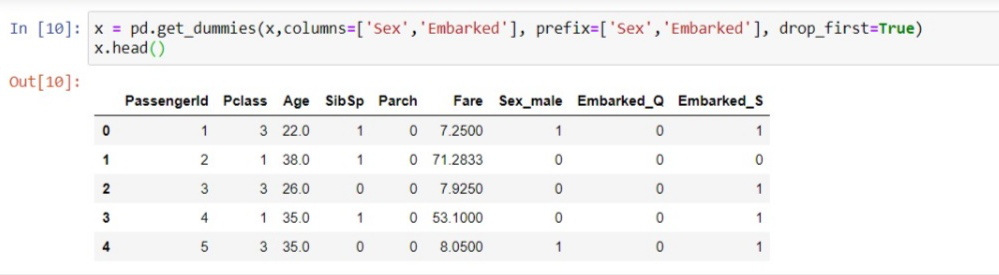 In [10]: x = pd.get_dummies(x,columns=['Sex','Embarked'], prefix=['Sex','Embarked'], drop_first=True)
x.head()
Out[10]:
PassengerId Pclass Age SibSp Parch Fare Sex_male Embarked_Q Embarked_S
0 1 3 22.0 1 0 7.2500 1 0 1
1 2 1 38.0 1 0 71.2833 0 0 0
2 3 3 26.0 0 0 7.9250 0 0 1
3 4 1 35.0 1 0 53.1000 0 0 1
4 5 3 35.0 0 0 8.0500 1 0 1